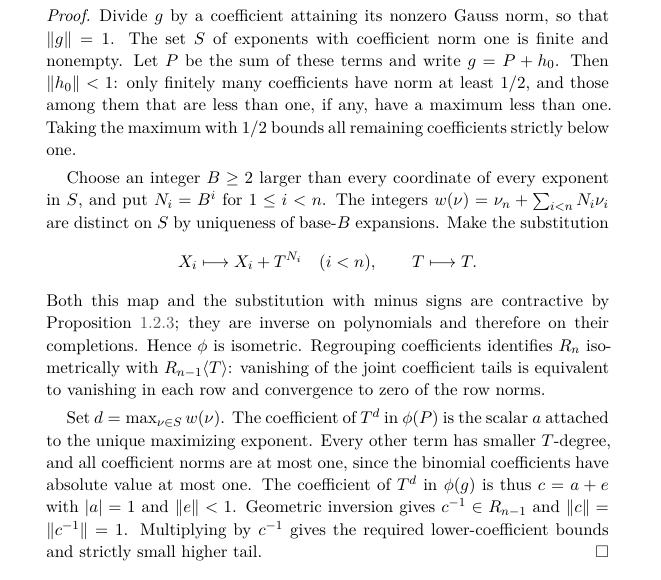 Proof. Divide g by a coefficient attaining its nonzero Gauss norm, so that
∥g∥ = 1. The set S of exponents with coefficient norm one is finite and
nonempty. Let P be the sum of these terms and write g = P + h₀. Then
∥h₀∥ < 1: only finitely many coefficients have norm at least 1/2, and those
among them that are less than one, if any, have a maximum less than one.
Taking the maximum with 1/2 bounds all remaining coefficients strictly below
one.
Choose an integer B ≥ 2 larger than every coordinate of every exponent
in S, and put Nᵢ = Bⁱ for 1 ≤ i < n. The integers w(ν) = νₙ + ∑_{i<n} Nᵢνᵢ
are distinct on S by uniqueness of base-B expansions. Make the substitution
Xᵢ ⟼ Xᵢ + T^{Nᵢ} (i < n), T ⟼ T.
Both this map and the substitution with minus signs are contractive by
Proposition 1.2.3; they are inverse on polynomials and therefore on their
completions. Hence ϕ is isometric. Regrouping coefficients identifies Rₙ iso-
metrically with Rₙ₋₁⟨T⟩: vanishing of the joint coefficient tails is equivalent
to vanishing in each row and convergence to zero of the row norms.
Set d = max_{ν∈S} w(ν). The coefficient of T^d in ϕ(P) is the scalar a attached
to the unique maximizing exponent. Every other term has smaller T-degree,
and all coefficient norms are at most one, since the binomial coefficients have
absolute value at most one. The coefficient of T^d in ϕ(g) is thus c = a + e
with |a| = 1 and ∥e∥ < 1. Geometric inversion gives c⁻¹ ∈ Rₙ₋₁ and ∥c∥ =
∥c⁻¹∥ = 1. Multiplying by c⁻¹ gives the required lower-coefficient bounds
and strictly small higher tail. □